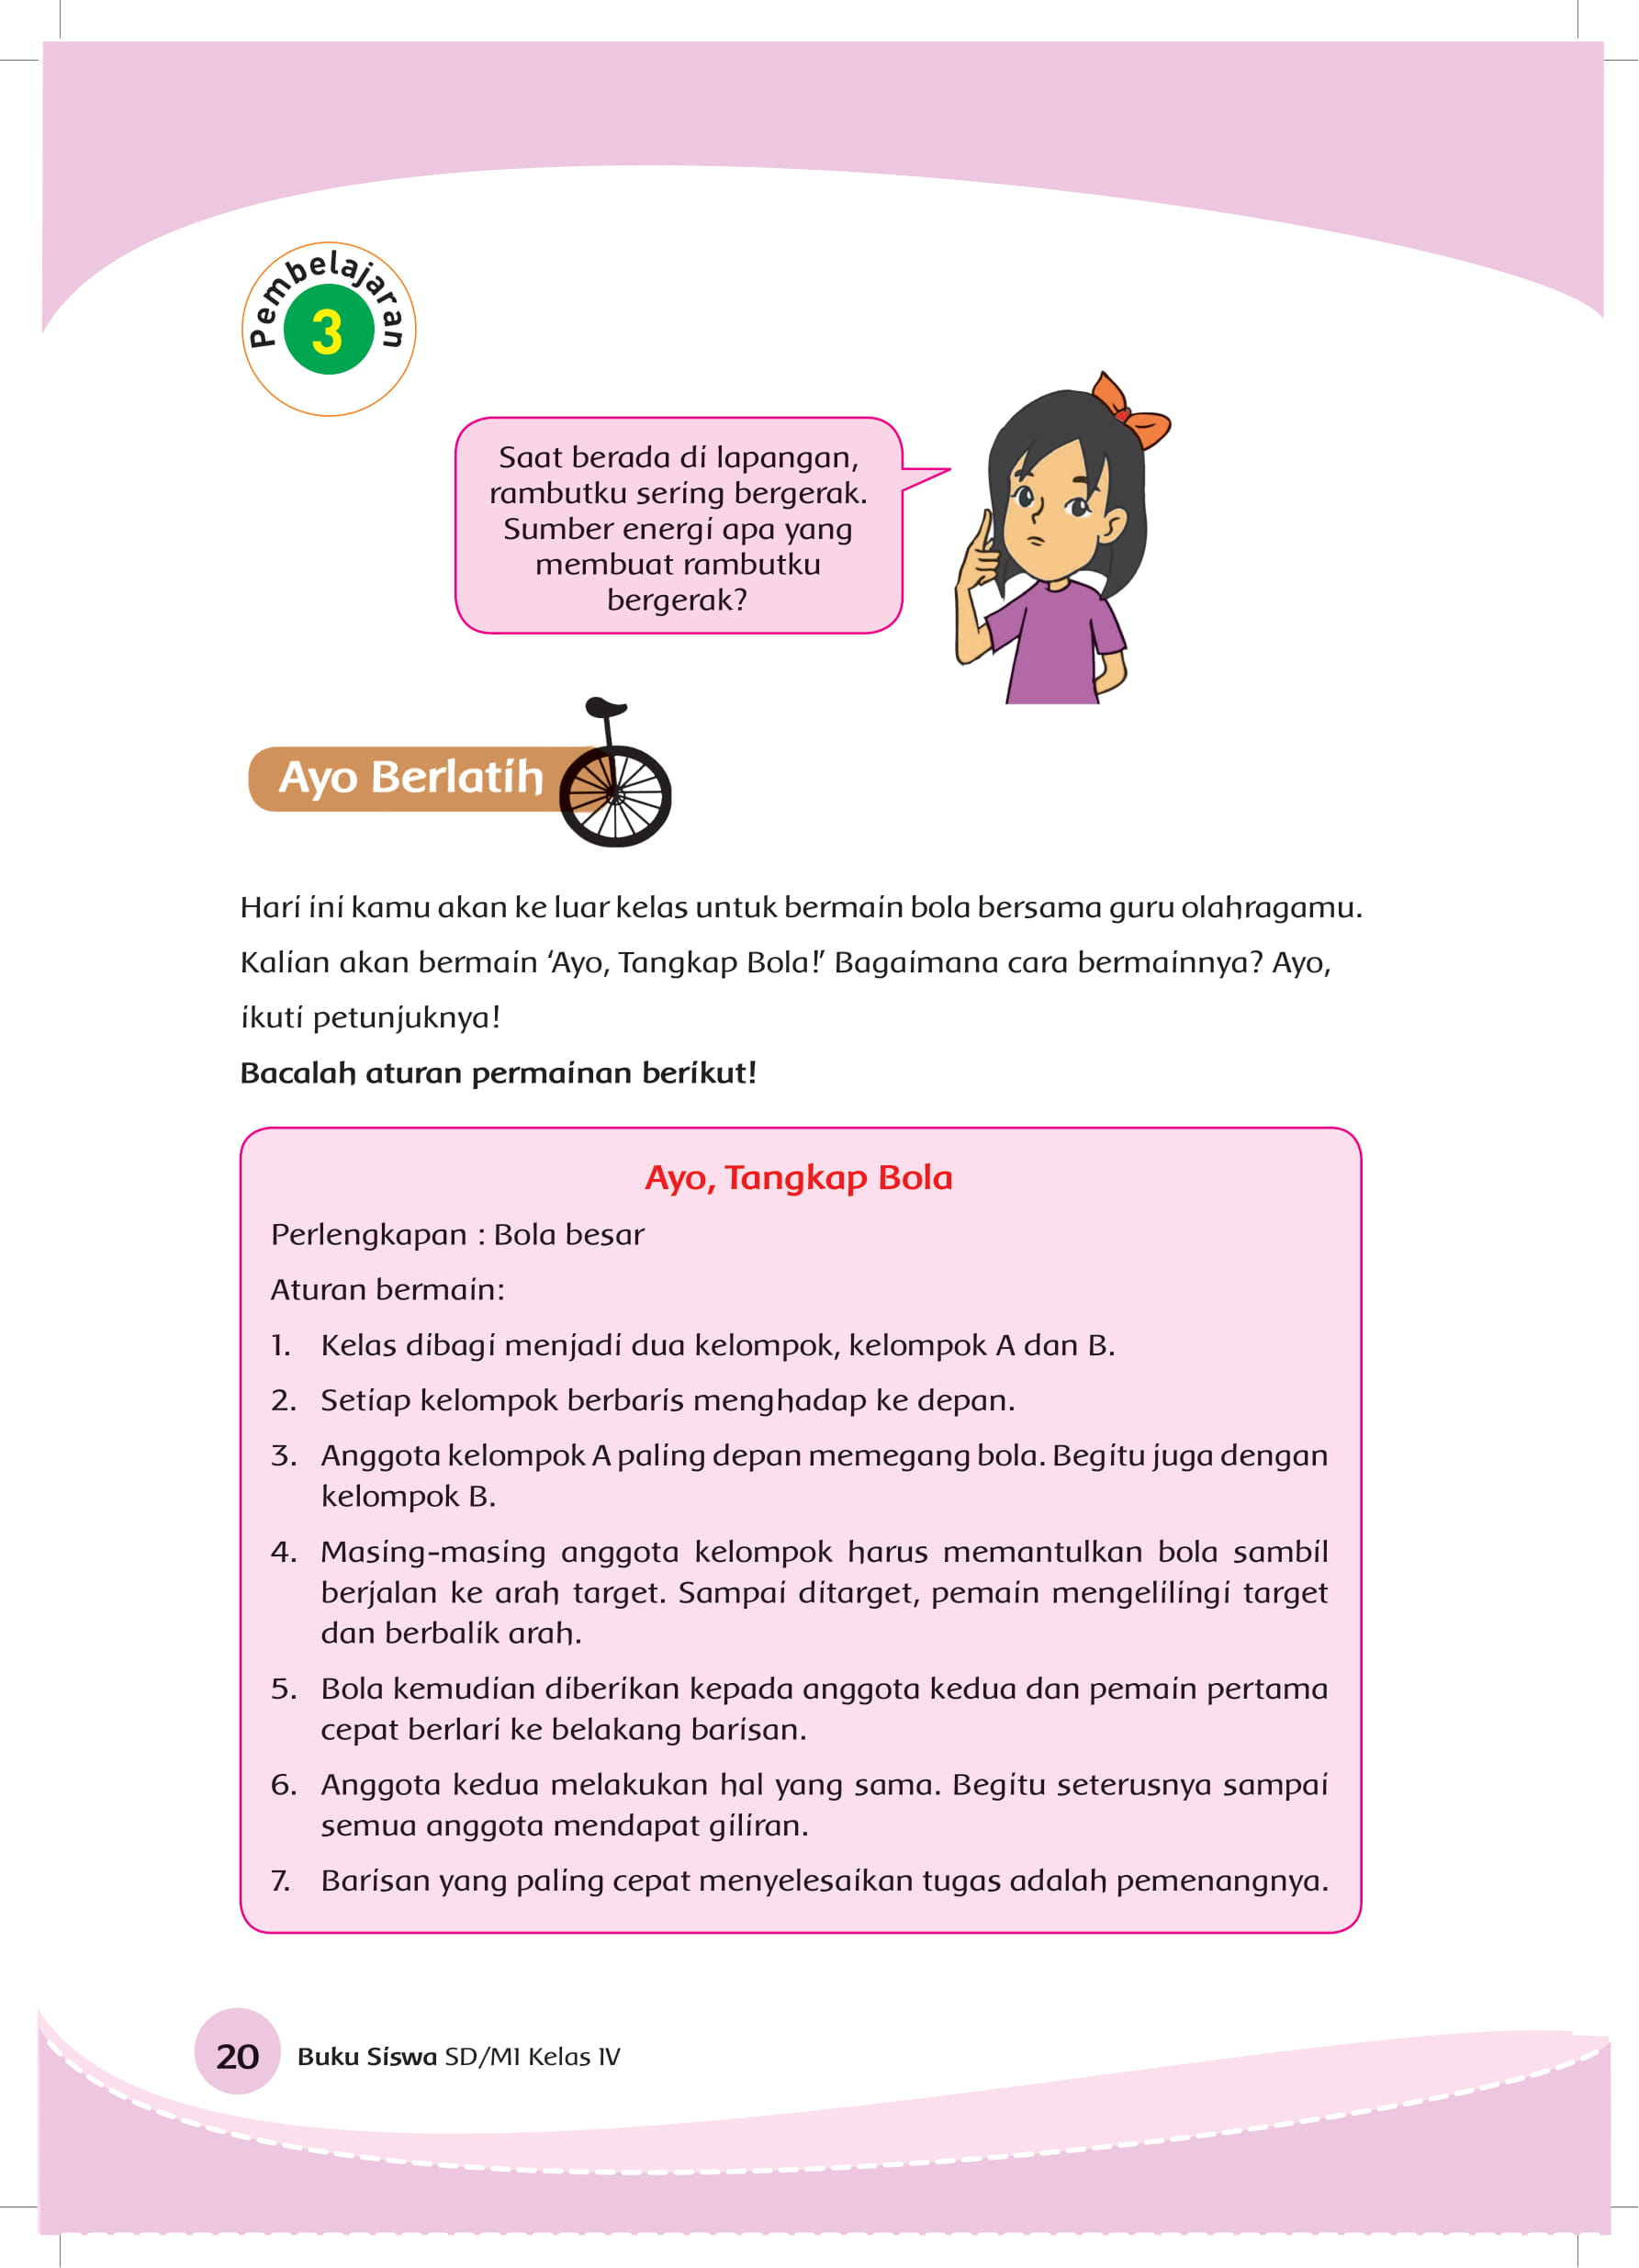 Pembelajaran
3
Saat berada di lapangan,
rambutku sering bergerak.
Sumber energi apa yang
membuat rambutku
bergerak?
Ayo Berlatih
Hari ini kamu akan ke luar kelas untuk bermain bola bersama guru olahragamu.
Kalian akan bermain ‘Ayo, Tangkap Bola!’ Bagaimana cara bermainnya? Ayo,
ikuti petunjuknya!
Bacalah aturan permainan berikut!
Ayo, Tangkap Bola
Perlengkapan : Bola besar
Aturan bermain:
1. Kelas dibagi menjadi dua kelompok, kelompok A dan B.
2. Setiap kelompok berbaris menghadap ke depan.
3. Anggota kelompok A paling depan memegang bola. Begitu juga dengan
kelompok B.
4. Masing-masing anggota kelompok harus memantulkan bola sambil
berjalan ke arah target. Sampai ditarget, pemain mengelilingi target
dan berbalik arah.
5. Bola kemudian diberikan kepada anggota kedua dan pemain pertama
cepat berlari ke belakang barisan.
6. Anggota kedua melakukan hal yang sama. Begitu seterusnya sampai
semua anggota mendapat giliran.
7. Barisan yang paling cepat menyelesaikan tugas adalah pemenangnya.
20 Buku Siswa SD/MI Kelas IV